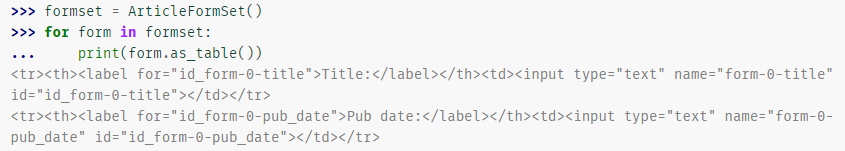 >>> formset = ArticleFormSet()
>>> for form in formset:
...     print(form.as_table())
<tr><th><label for="id_form-0-title">Title:</label></th><td><input type="text" name="form-0-title"
id="id_form-0-title"></td></tr>
<tr><th><label for="id_form-0-pub_date">Pub date:</label></th><td><input type="text" name="form-0-
pub_date" id="id_form-0-pub_date"></td></tr>